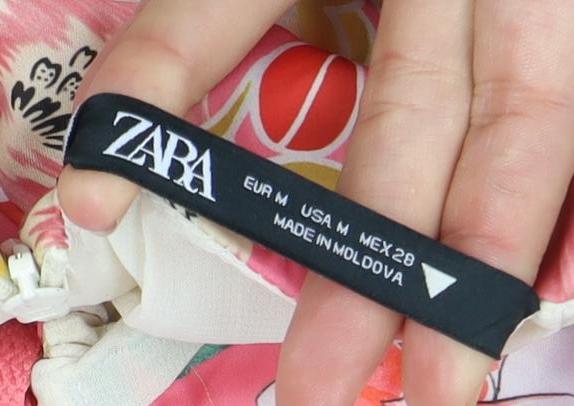 ZARA
EUR M USA M MEX 28
MADE IN MOLDOVA